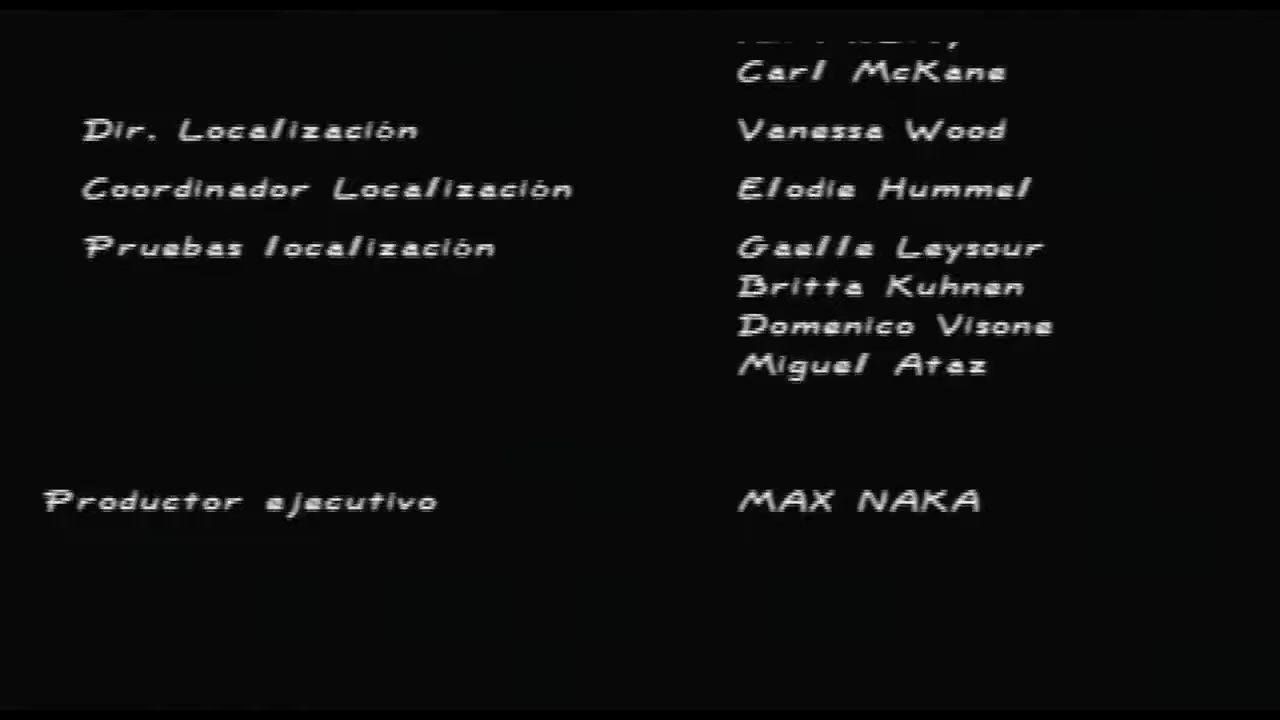 Carl McKane
Dir. Localización Vanessa Wood
Coordinador Localización Elodie Hummel
Pruebas localización Gaelle Leysour
Britta Kuhnen
Domenico Visone
Miguel Ataz
Productor ejecutivo MAX NAKA